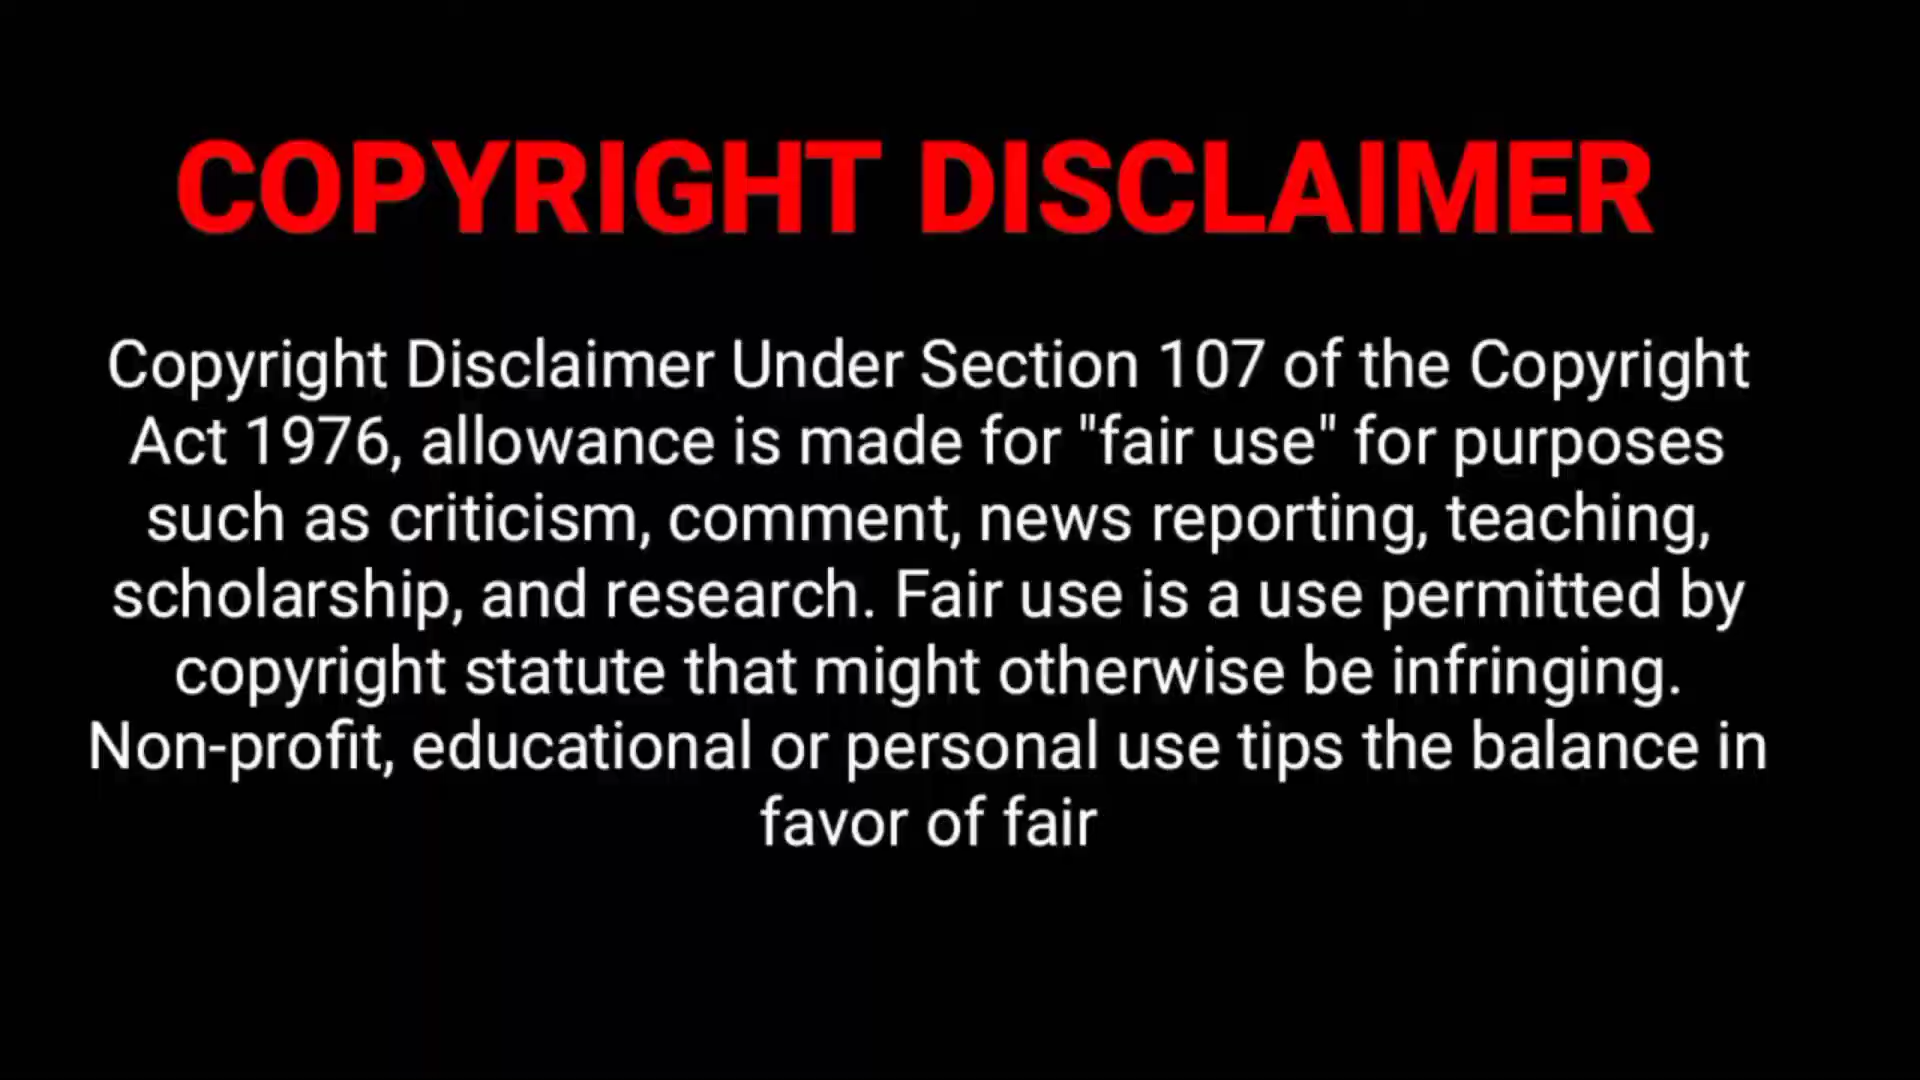 COPYRIGHT DISCLAIMER
Copyright Disclaimer Under Section 107 of the Copyright
Act 1976, allowance is made for "fair use" for purposes
such as criticism, comment, news reporting, teaching,
scholarship, and research. Fair use is a use permitted by
copyright statute that might otherwise be infringing.
Non-profit, educational or personal use tips the balance in
favor of fair